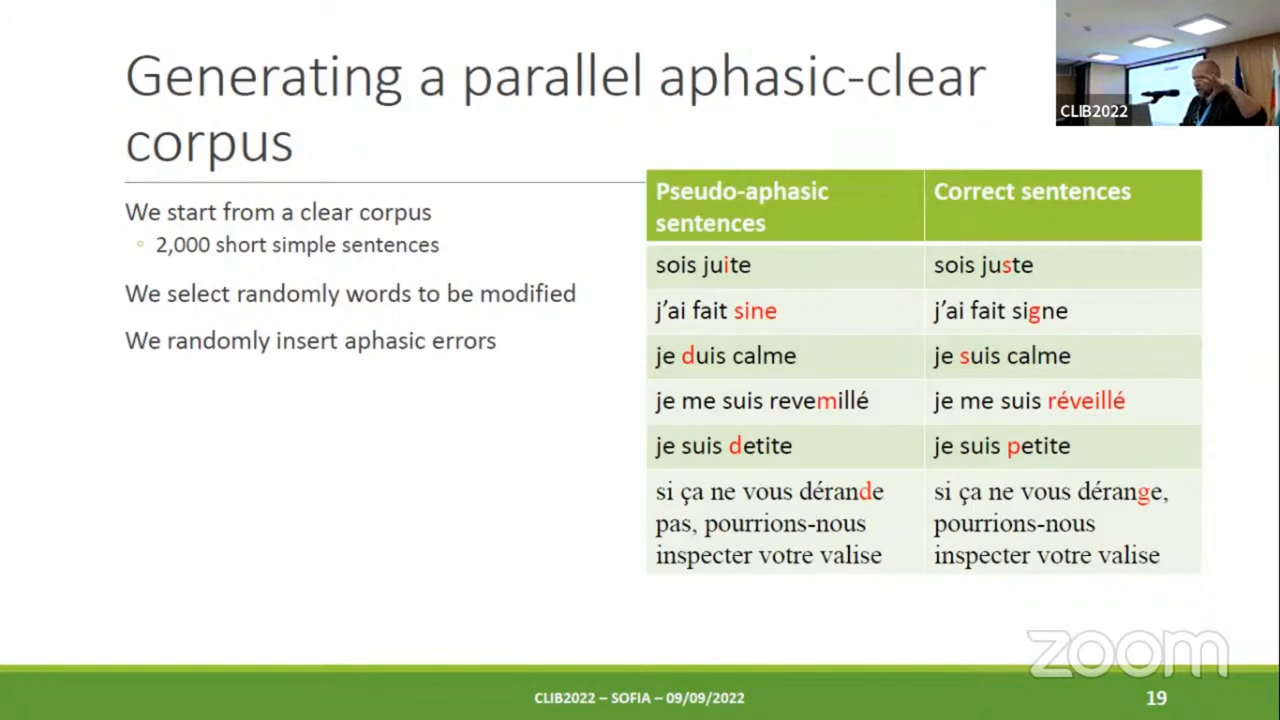 Generating a parallel aphasic-clear
corpus
CLIB2022
We start from a clear corpus
2,000 short simple sentences
We select randomly words to be modified
We randomly insert aphasic errors
Pseudo-aphasic
sentences
Correct sentences
sois juite
sois juste
j'ai fait sine
j'ai fait signe
je duis calme
je suis calme
je me suis revemillé
je me suis réveillé
je suis detite
je suis petite
si ça ne vous dérande
pas, pourrions-nous
inspecter votre valise
si ça ne vous dérange,
pourrions-nous
inspecter votre valise
zoom
CLIB2022 – SOFIA – 09/09/2022
19